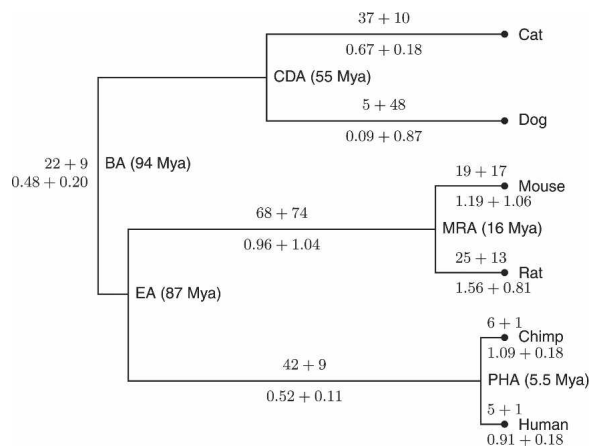 37 + 10
Cat
0.67 + 0.18
CDA (55 Mya)
5 + 48
Dog
0.09 + 0.87
22 + 9
BA (94 Mya)
0.48 + 0.20
19 + 17
Mouse
1.19 + 1.06
68 + 74
MRA (16 Mya)
0.96 + 1.04
25 + 13
Rat
1.56 + 0.81
EA (87 Mya)
6 + 1
Chimp
1.09 + 0.18
42 + 9
PHA (5.5 Mya)
0.52 + 0.11
5 + 1
Human
0.91 + 0.18